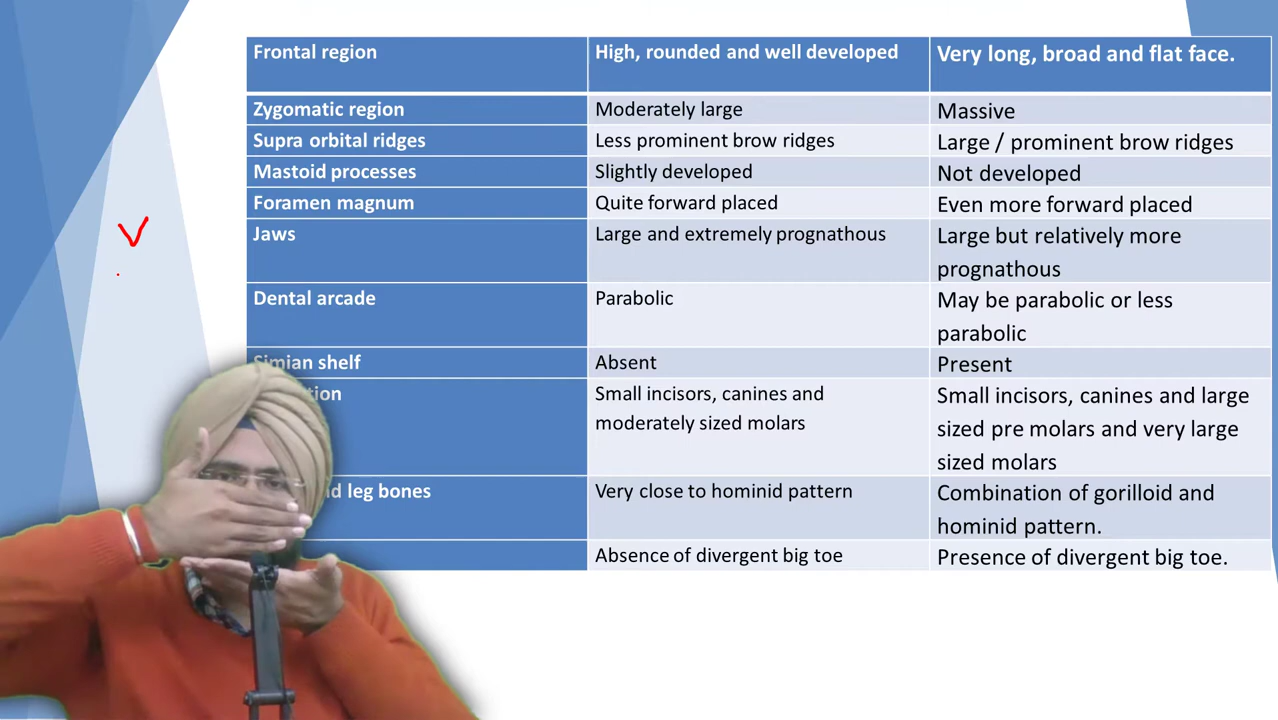 Frontal region
High, rounded and well developed
Very long, broad and flat face.
Zygomatic region
Moderately large
Massive
Supra orbital ridges
Less prominent brow ridges
Large / prominent brow ridges
Mastoid processes
Slightly developed
Not developed
Foramen magnum
Quite forward placed
Even more forward placed
Jaws
Large and extremely prognathous
Large but relatively more
prognathous
Dental arcade
Parabolic
May be parabolic or less
parabolic
Simian shelf
Absent
Present
Small incisors, canines and
moderately sized molars
Small incisors, canines and large
sized pre molars and very large
sized molars
leg bones
Very close to hominid pattern
Combination of gorilloid and
hominid pattern.
Absence of divergent big toe
Presence of divergent big toe.